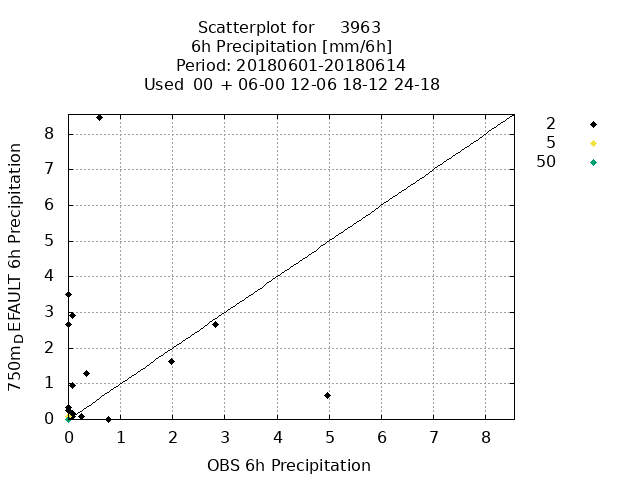 Scatterplot for 3963
6h Precipitation [mm/6h]
Period: 20180601-20180614
Used 00 + 06-00 12-06 18-12 24-18
2
5
50
750mDEFAULT 6h Precipitation
8
7
6
5
4
3
2
1
0
0 1 2 3 4 5 6 7 8
OBS 6h Precipitation